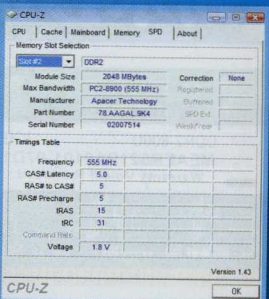 CPU-Z
CPU Cache Mainboard Memory SPD About
Memory Slot Selection
Slot #2 DDR2
Module Size 2048 MBytes Correction None
Max Bandwidth PC2-8900 (555 MHz) Registered
Manufacturer Apacer Technology Buffered
Part Number 78.AAGAL.9K4 SPD Ext.
Serial Number 02007514 Week/Year
Timings Table
Frequency 555 MHz
CAS# Latency 5.0
RAS# to CAS# 5
RAS# Precharge 5
tRAS 15
tRC 31
Command Rate
Voltage 1.8 V
Version 1.43
CPU-Z OK